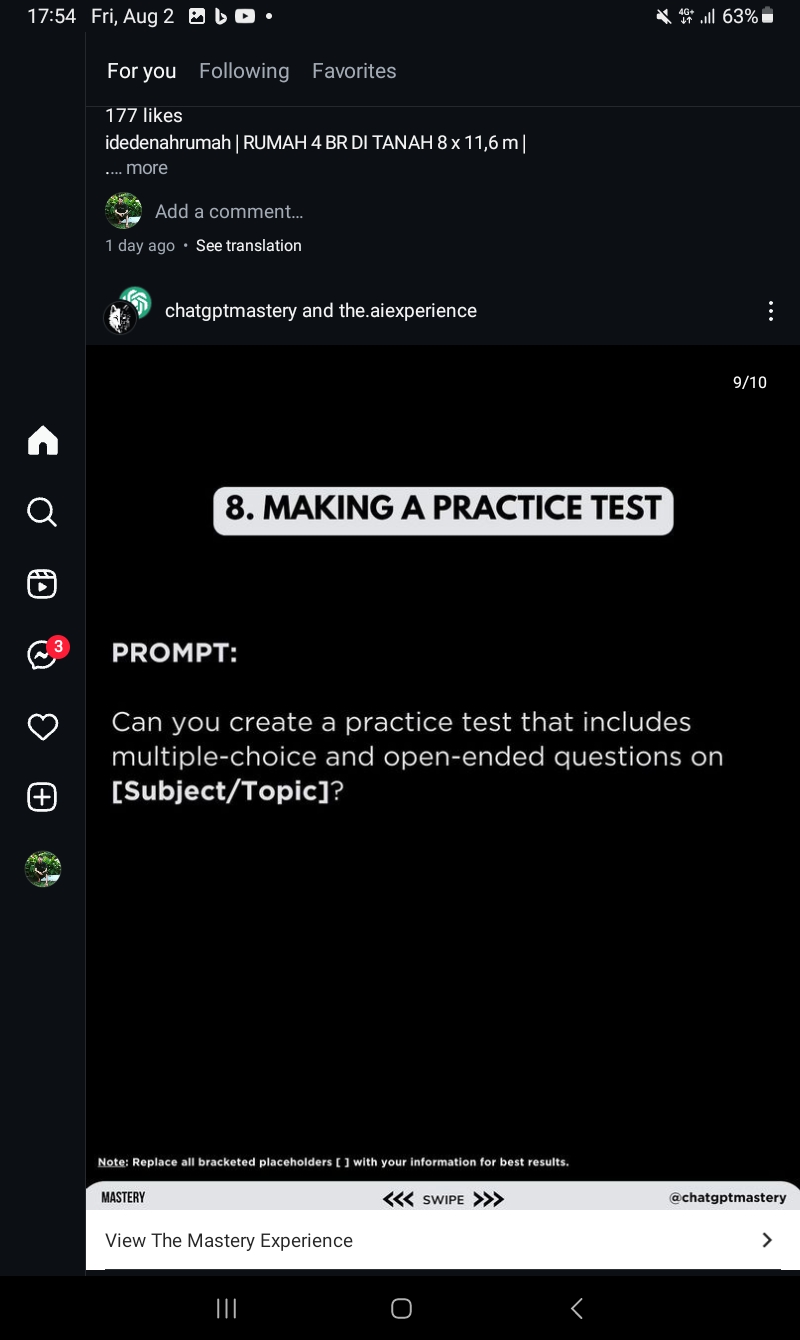 17:54 Fri, Aug 2 4G+ 63%
For you Following Favorites
177 likes
idedenahrumah | RUMAH 4 BR DI TANAH 8 x 11,6 m |
.... more
Add a comment...
1 day ago • See translation
chatgptmastery and the.aiexperience
9/10
8. MAKING A PRACTICE TEST
3
PROMPT:
Can you create a practice test that includes
multiple-choice and open-ended questions on
[Subject/Topic]?
Note: Replace all bracketed placeholders [ ] with your information for best results.
MASTERY <<< SWIPE >>> @chatgptmastery
View The Mastery Experience